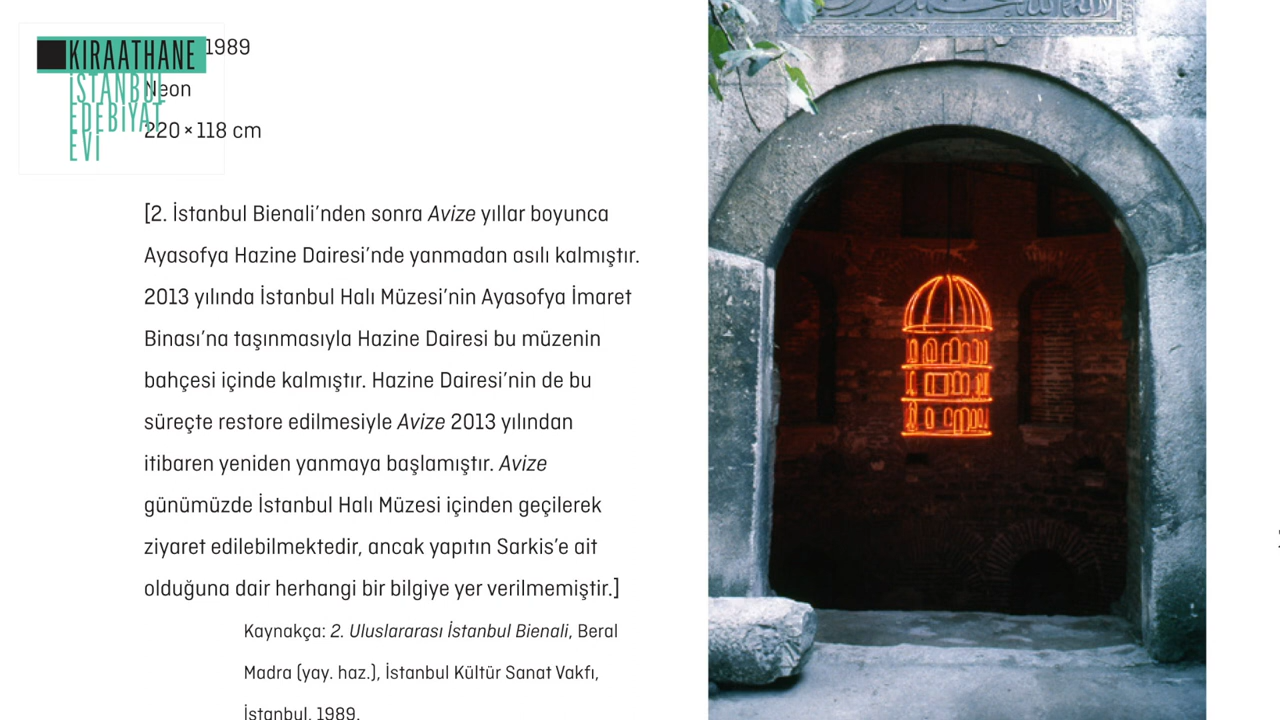 KIRAATHANE
İSTANBUL
EDEBİYAT
EVİ
1989
Neon
220 × 118 cm
[2. İstanbul Bienali’nden sonra Avize yıllar boyunca
Ayasofya Hazine Dairesi’nde yanmadan asılı kalmıştır.
2013 yılında İstanbul Halı Müzesi’nin Ayasofya İmaret
Binası’na taşınmasıyla Hazine Dairesi bu müzenin
bahçesi içinde kalmıştır. Hazine Dairesi’nin de bu
süreçte restore edilmesiyle Avize 2013 yılından
itibaren yeniden yanmaya başlamıştır. Avize
günümüzde İstanbul Halı Müzesi içinden geçilerek
ziyaret edilebilmektedir, ancak yapıtın Sarkis’e ait
olduğuna dair herhangi bir bilgiye yer verilmemiştir.]
Kaynakça: 2. Uluslararası İstanbul Bienali, Beral
Madra (yay. haz.), İstanbul Kültür Sanat Vakfı,
İstanbul, 1989.